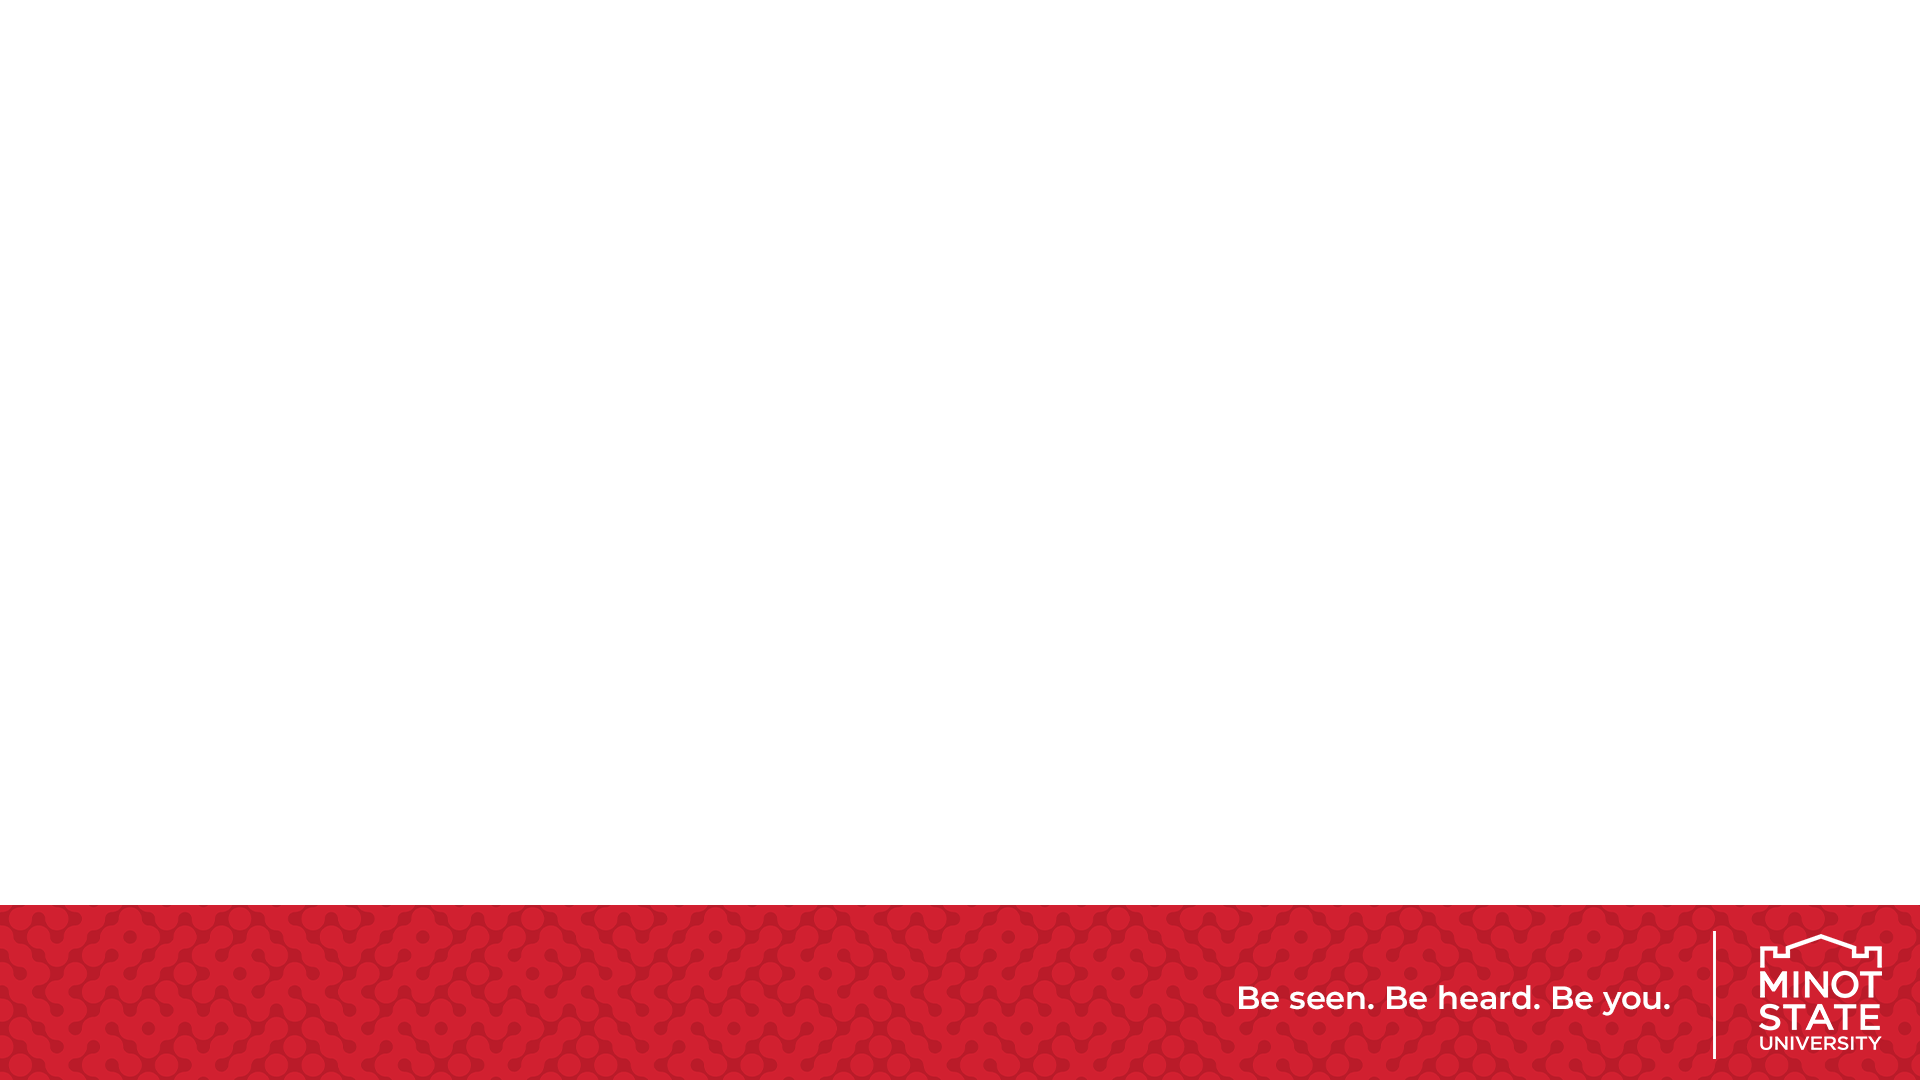 Be seen. Be heard. Be you.
MINOT
STATE
UNIVERSITY